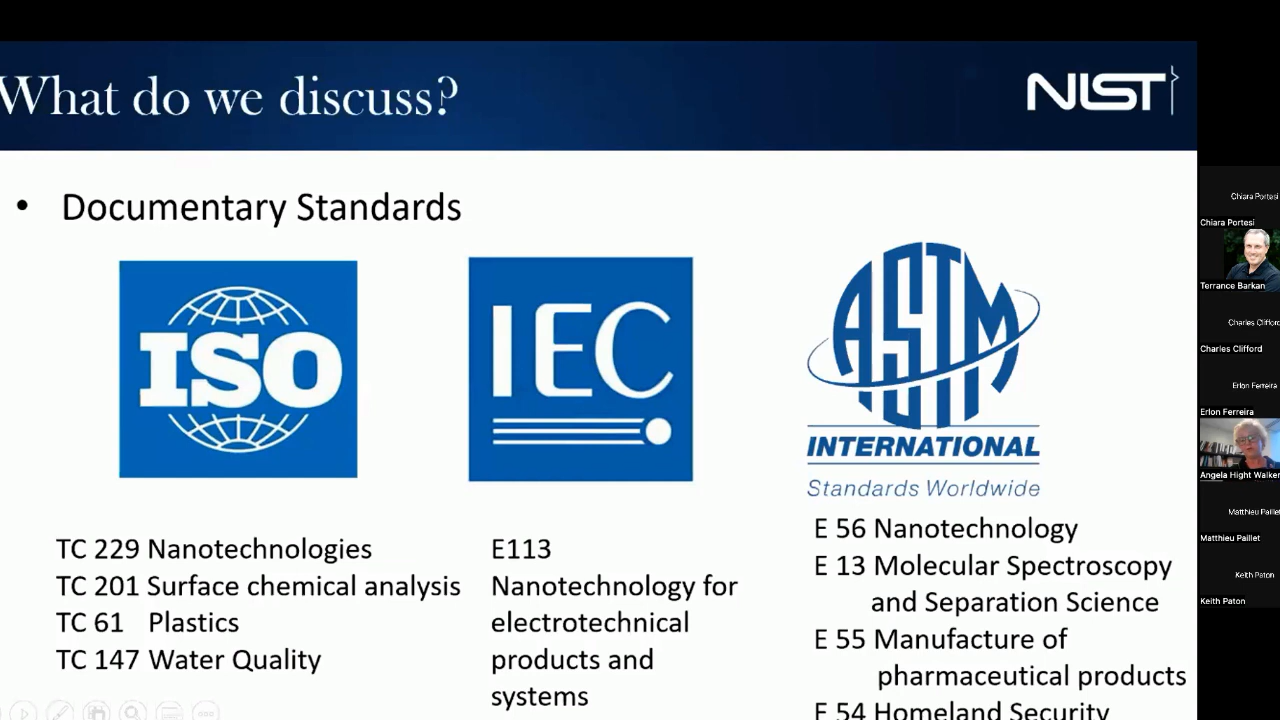 What do we discuss?
NIST
• Documentary Standards
ISO
IEC
ASTM
INTERNATIONAL
Standards Worldwide
TC 229 Nanotechnologies
TC 201 Surface chemical analysis
TC 61 Plastics
TC 147 Water Quality
E113
Nanotechnology for
electrotechnical
products and
systems
E 56 Nanotechnology
E 13 Molecular Spectroscopy
and Separation Science
E 55 Manufacture of
pharmaceutical products
E 54 Homeland Security
Chiara Portesi
Chiara Portesi
Terrance Barkan
Charles Clifford
Charles Clifford
Erlon Ferreira
Erlon Ferreira
Angela Hight Walker
Matthieu Paillet
Matthieu Paillet
Keith Paton
Keith Paton